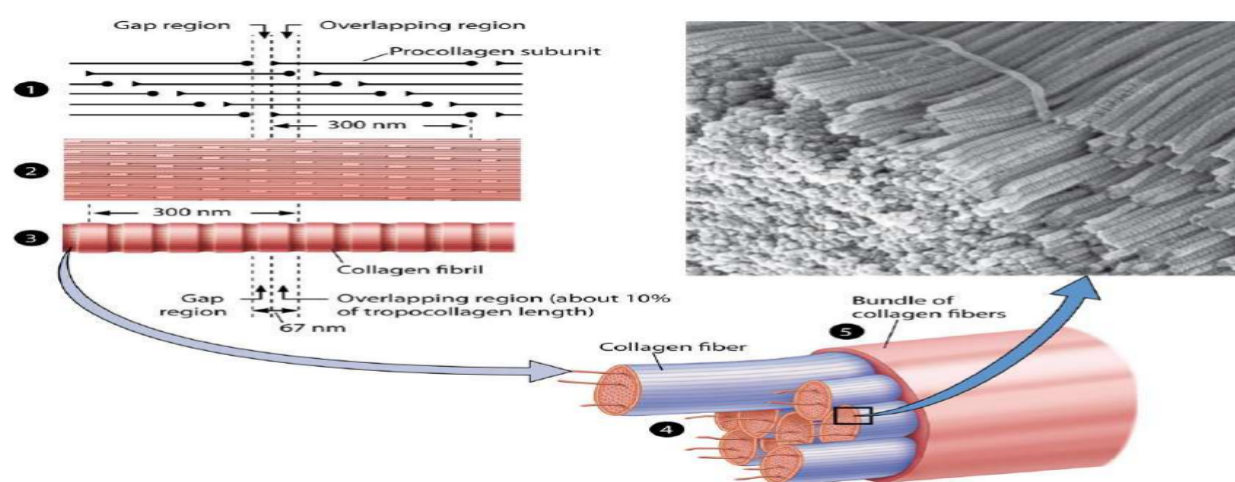 Gap region
Overlapping region
Procollagen subunit
1
300 nm
2
300 nm
3
Collagen fibril
Gap
region
Overlapping region (about 10%
of tropocollagen length)
67 nm
Bundle of
collagen fibers
5
Collagen fiber
4